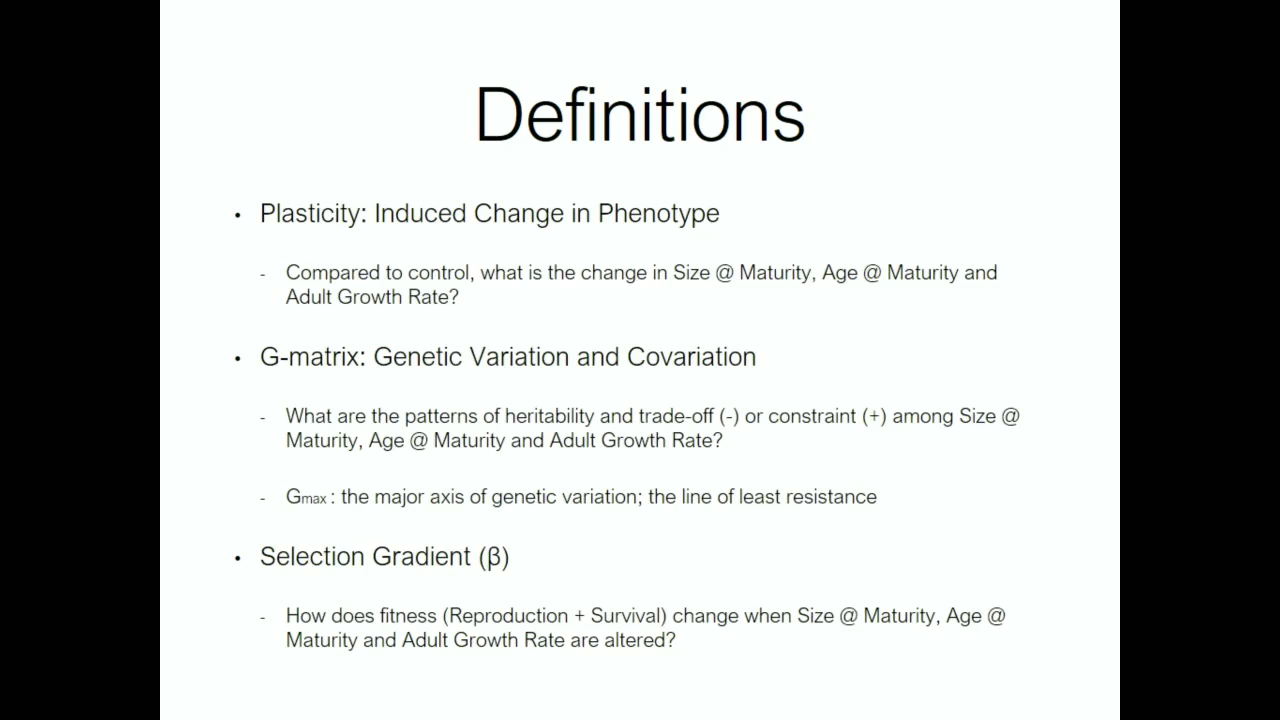 Definitions
• Plasticity: Induced Change in Phenotype
- Compared to control, what is the change in Size @ Maturity, Age @ Maturity and
Adult Growth Rate?
• G-matrix: Genetic Variation and Covariation
- What are the patterns of heritability and trade-off (-) or constraint (+) among Size @
Maturity, Age @ Maturity and Adult Growth Rate?
- Gmax : the major axis of genetic variation; the line of least resistance
• Selection Gradient (β)
- How does fitness (Reproduction + Survival) change when Size @ Maturity, Age @
Maturity and Adult Growth Rate are altered?